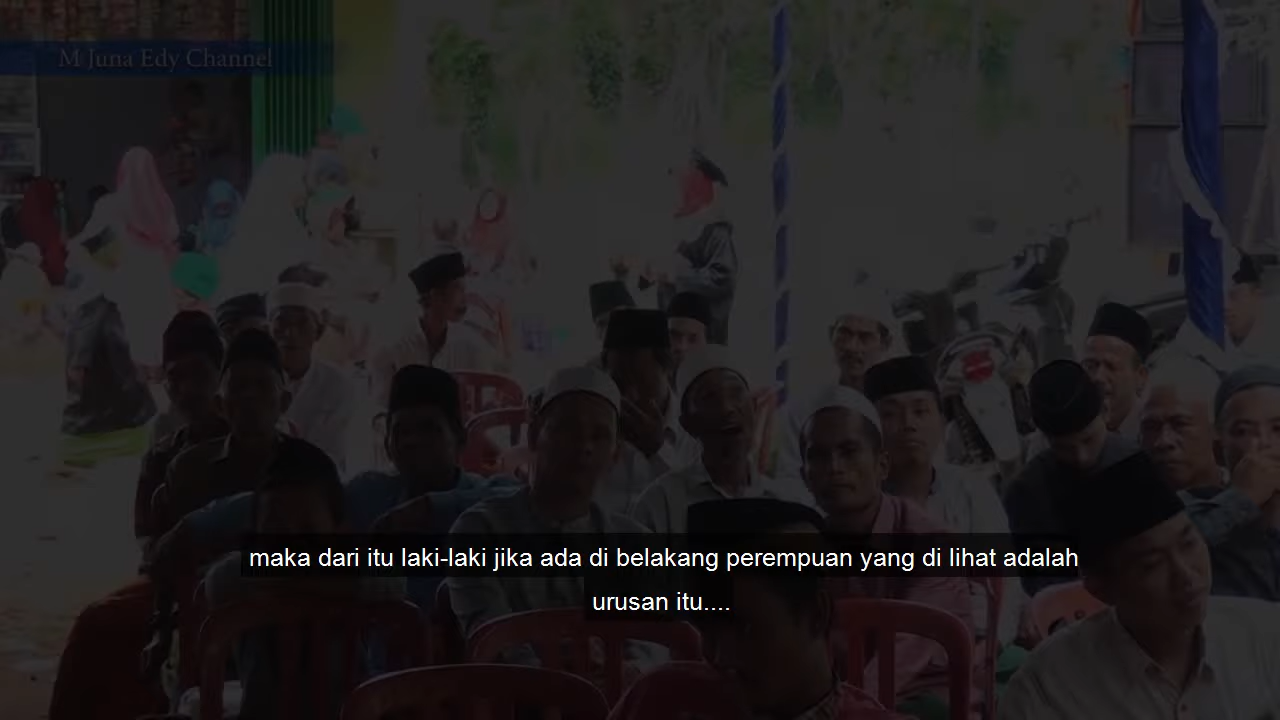 M Juna Edy Channel
maka dari itu laki-laki jika ada di belakang perempuan yang di lihat adalah
urusan itu....